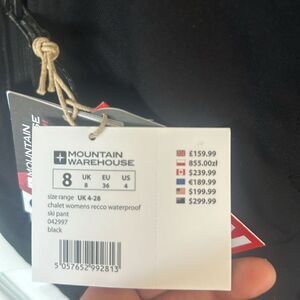 MOUNTAIN
WAREHOUSE
8
UK
8
EU
36
US
4
size range UK 4-28
chalet womens recco waterproof
ski pant
042997
black
5 057652 992813
£159.99
855.00zł
$239.99
€189.99
$199.99
$299.99
MOUNTAIN